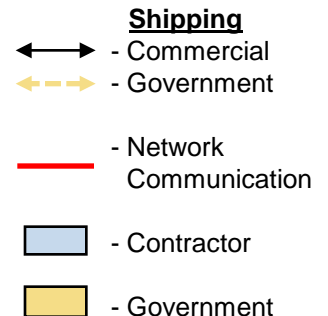 Shipping
- Commercial
- Government
- Network
Communication
- Contractor
- Government